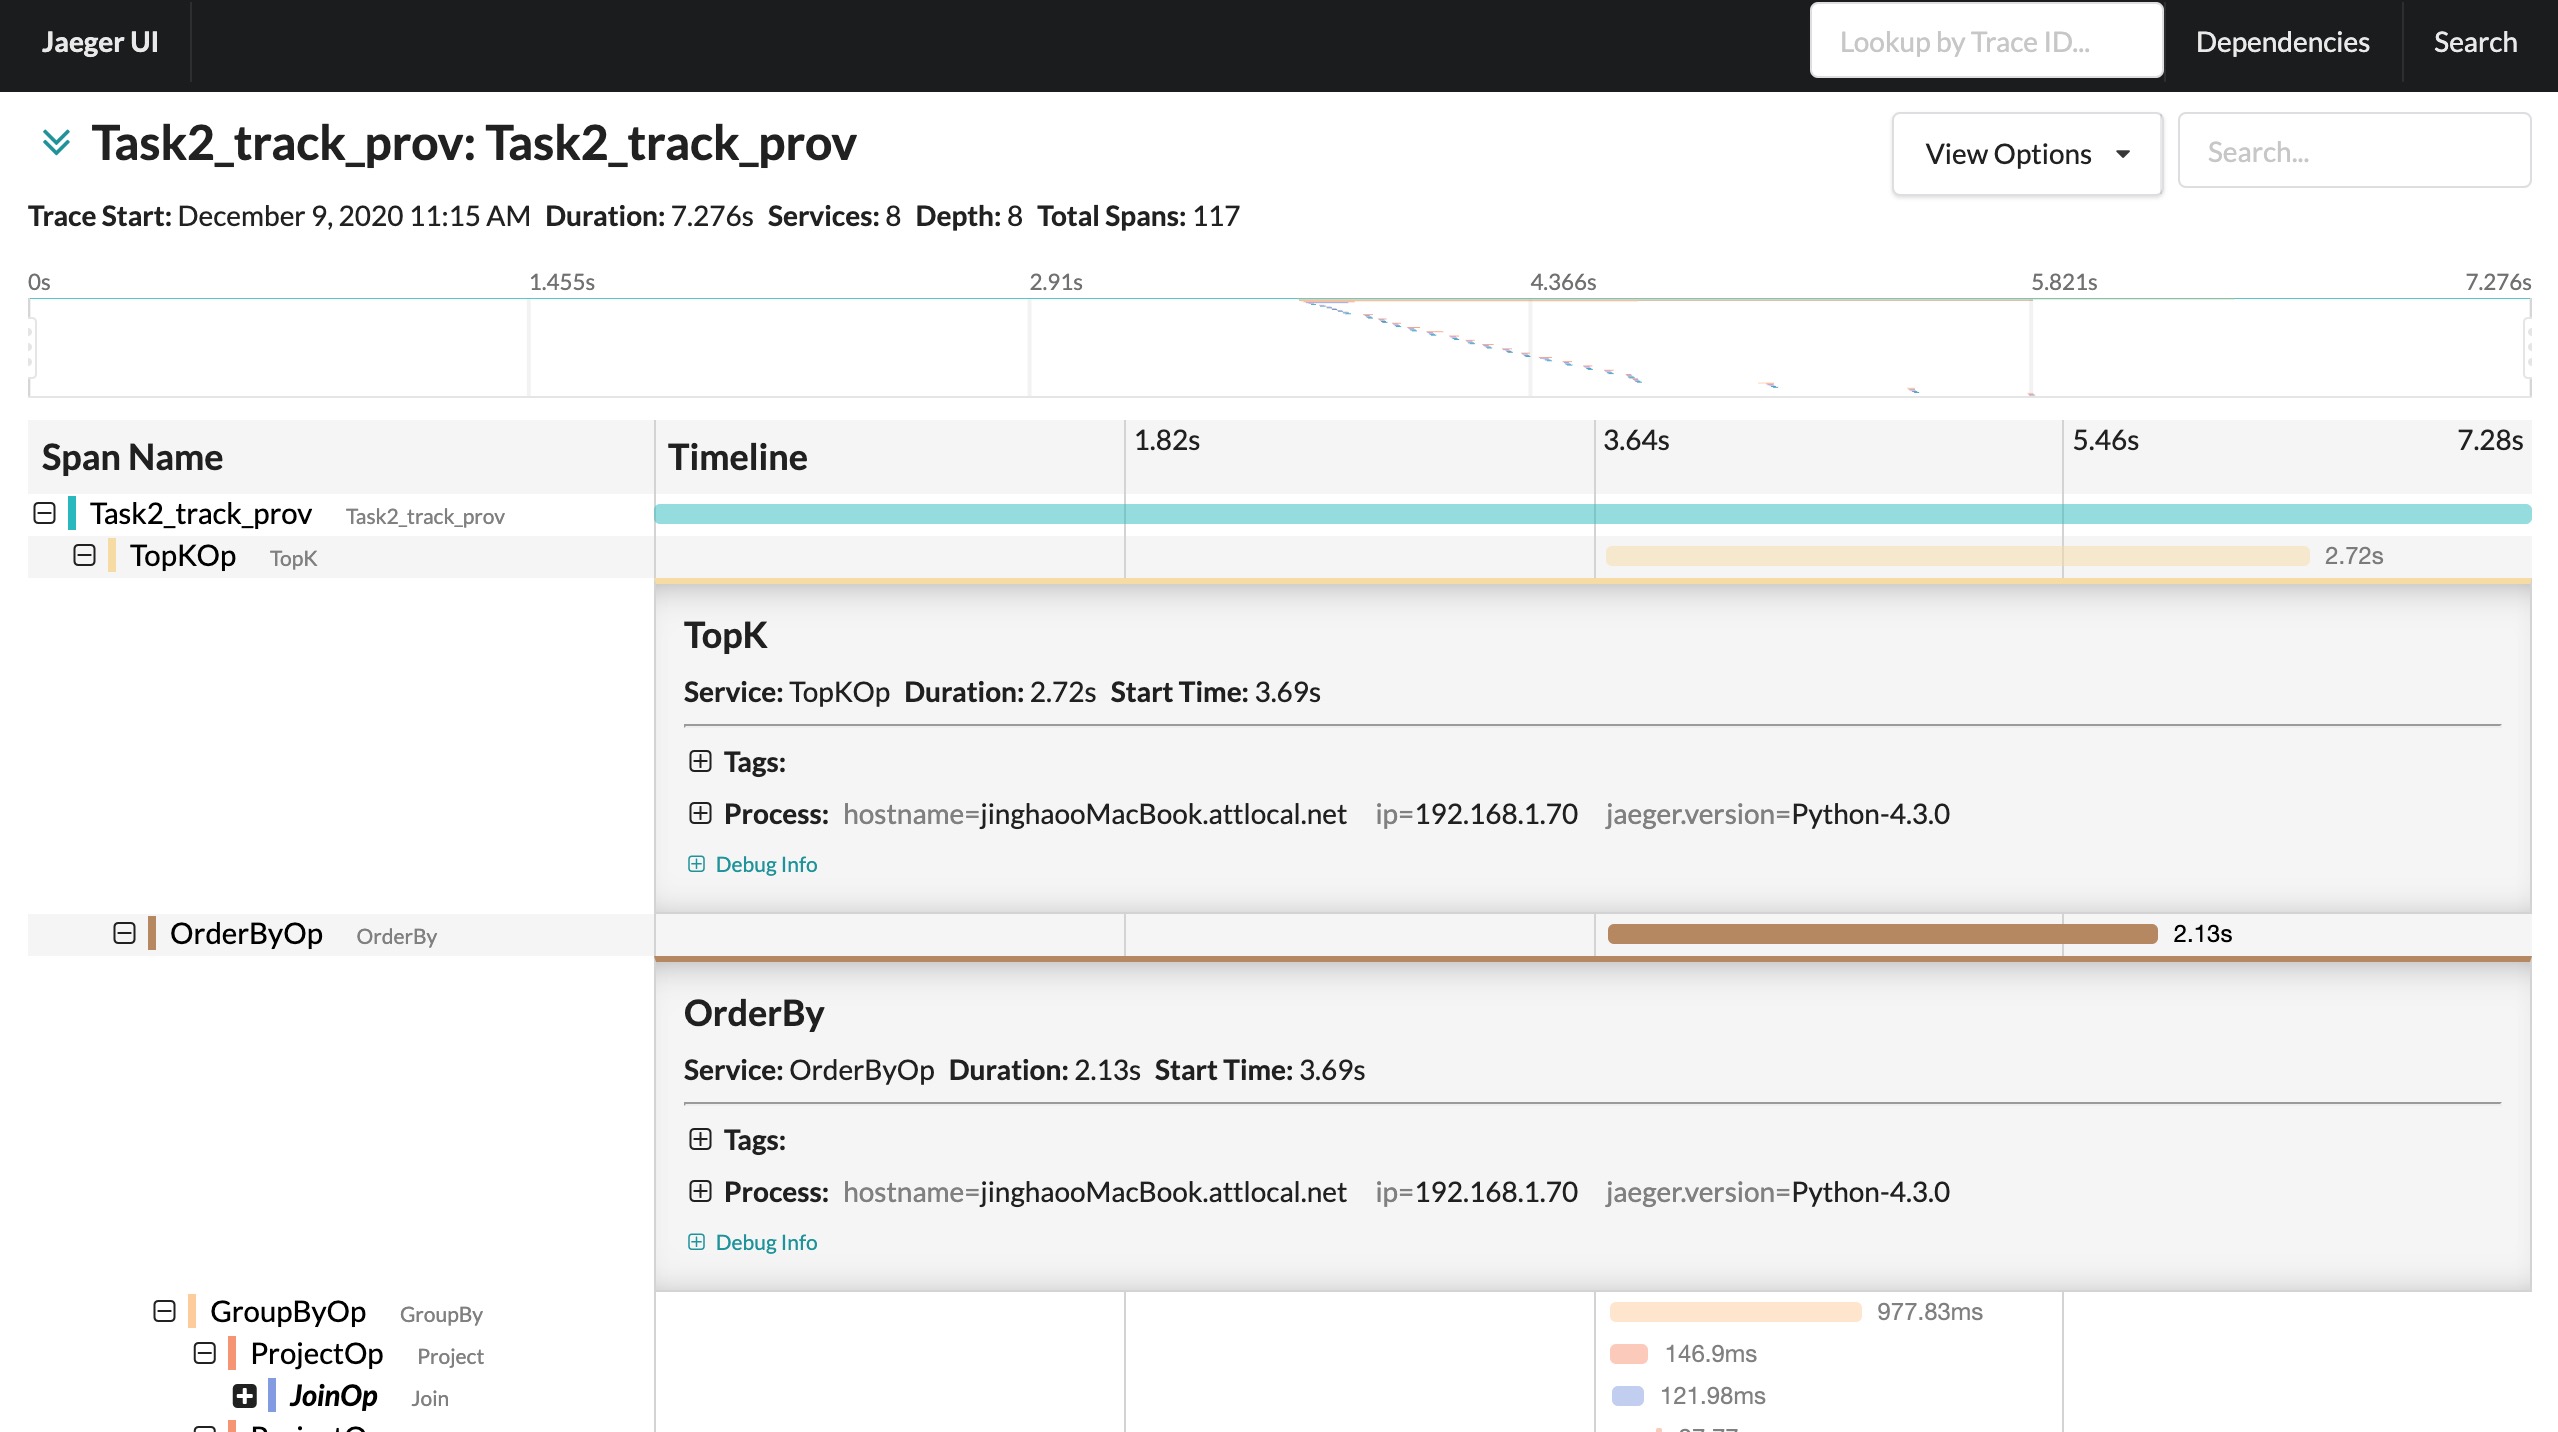 Jaeger UI
Lookup by Trace ID...
Dependencies
Search
Task2_track_prov: Task2_track_prov
View Options
Search...
Trace Start: December 9, 2020 11:15 AM Duration: 7.276s Services: 8 Depth: 8 Total Spans: 117
0s 1.455s 2.91s 4.366s 5.821s 7.276s
Span Name Timeline 1.82s 3.64s 5.46s 7.28s
Task2_track_prov Task2_track_prov
TopKOp TopK 2.72s
TopK
Service: TopKOp Duration: 2.72s Start Time: 3.69s
Tags:
Process: hostname=jinghaooMacBook.attlocal.net ip=192.168.1.70 jaeger.version=Python-4.3.0
Debug Info
OrderByOp OrderBy 2.13s
OrderBy
Service: OrderByOp Duration: 2.13s Start Time: 3.69s
Tags:
Process: hostname=jinghaooMacBook.attlocal.net ip=192.168.1.70 jaeger.version=Python-4.3.0
Debug Info
GroupByOp GroupBy 977.83ms
ProjectOp Project 146.9ms
JoinOp Join 121.98ms